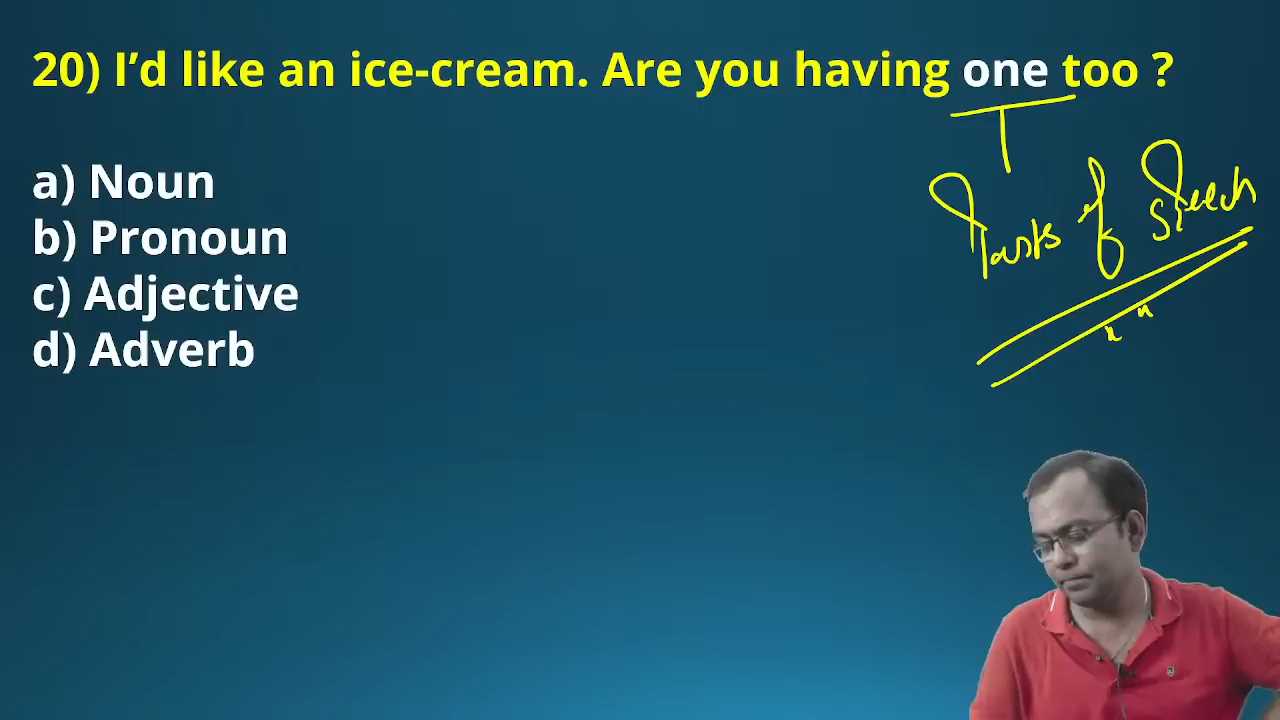 20) I’d like an ice-cream. Are you having one too ?
a) Noun
b) Pronoun
c) Adjective
d) Adverb
Parts of Speech